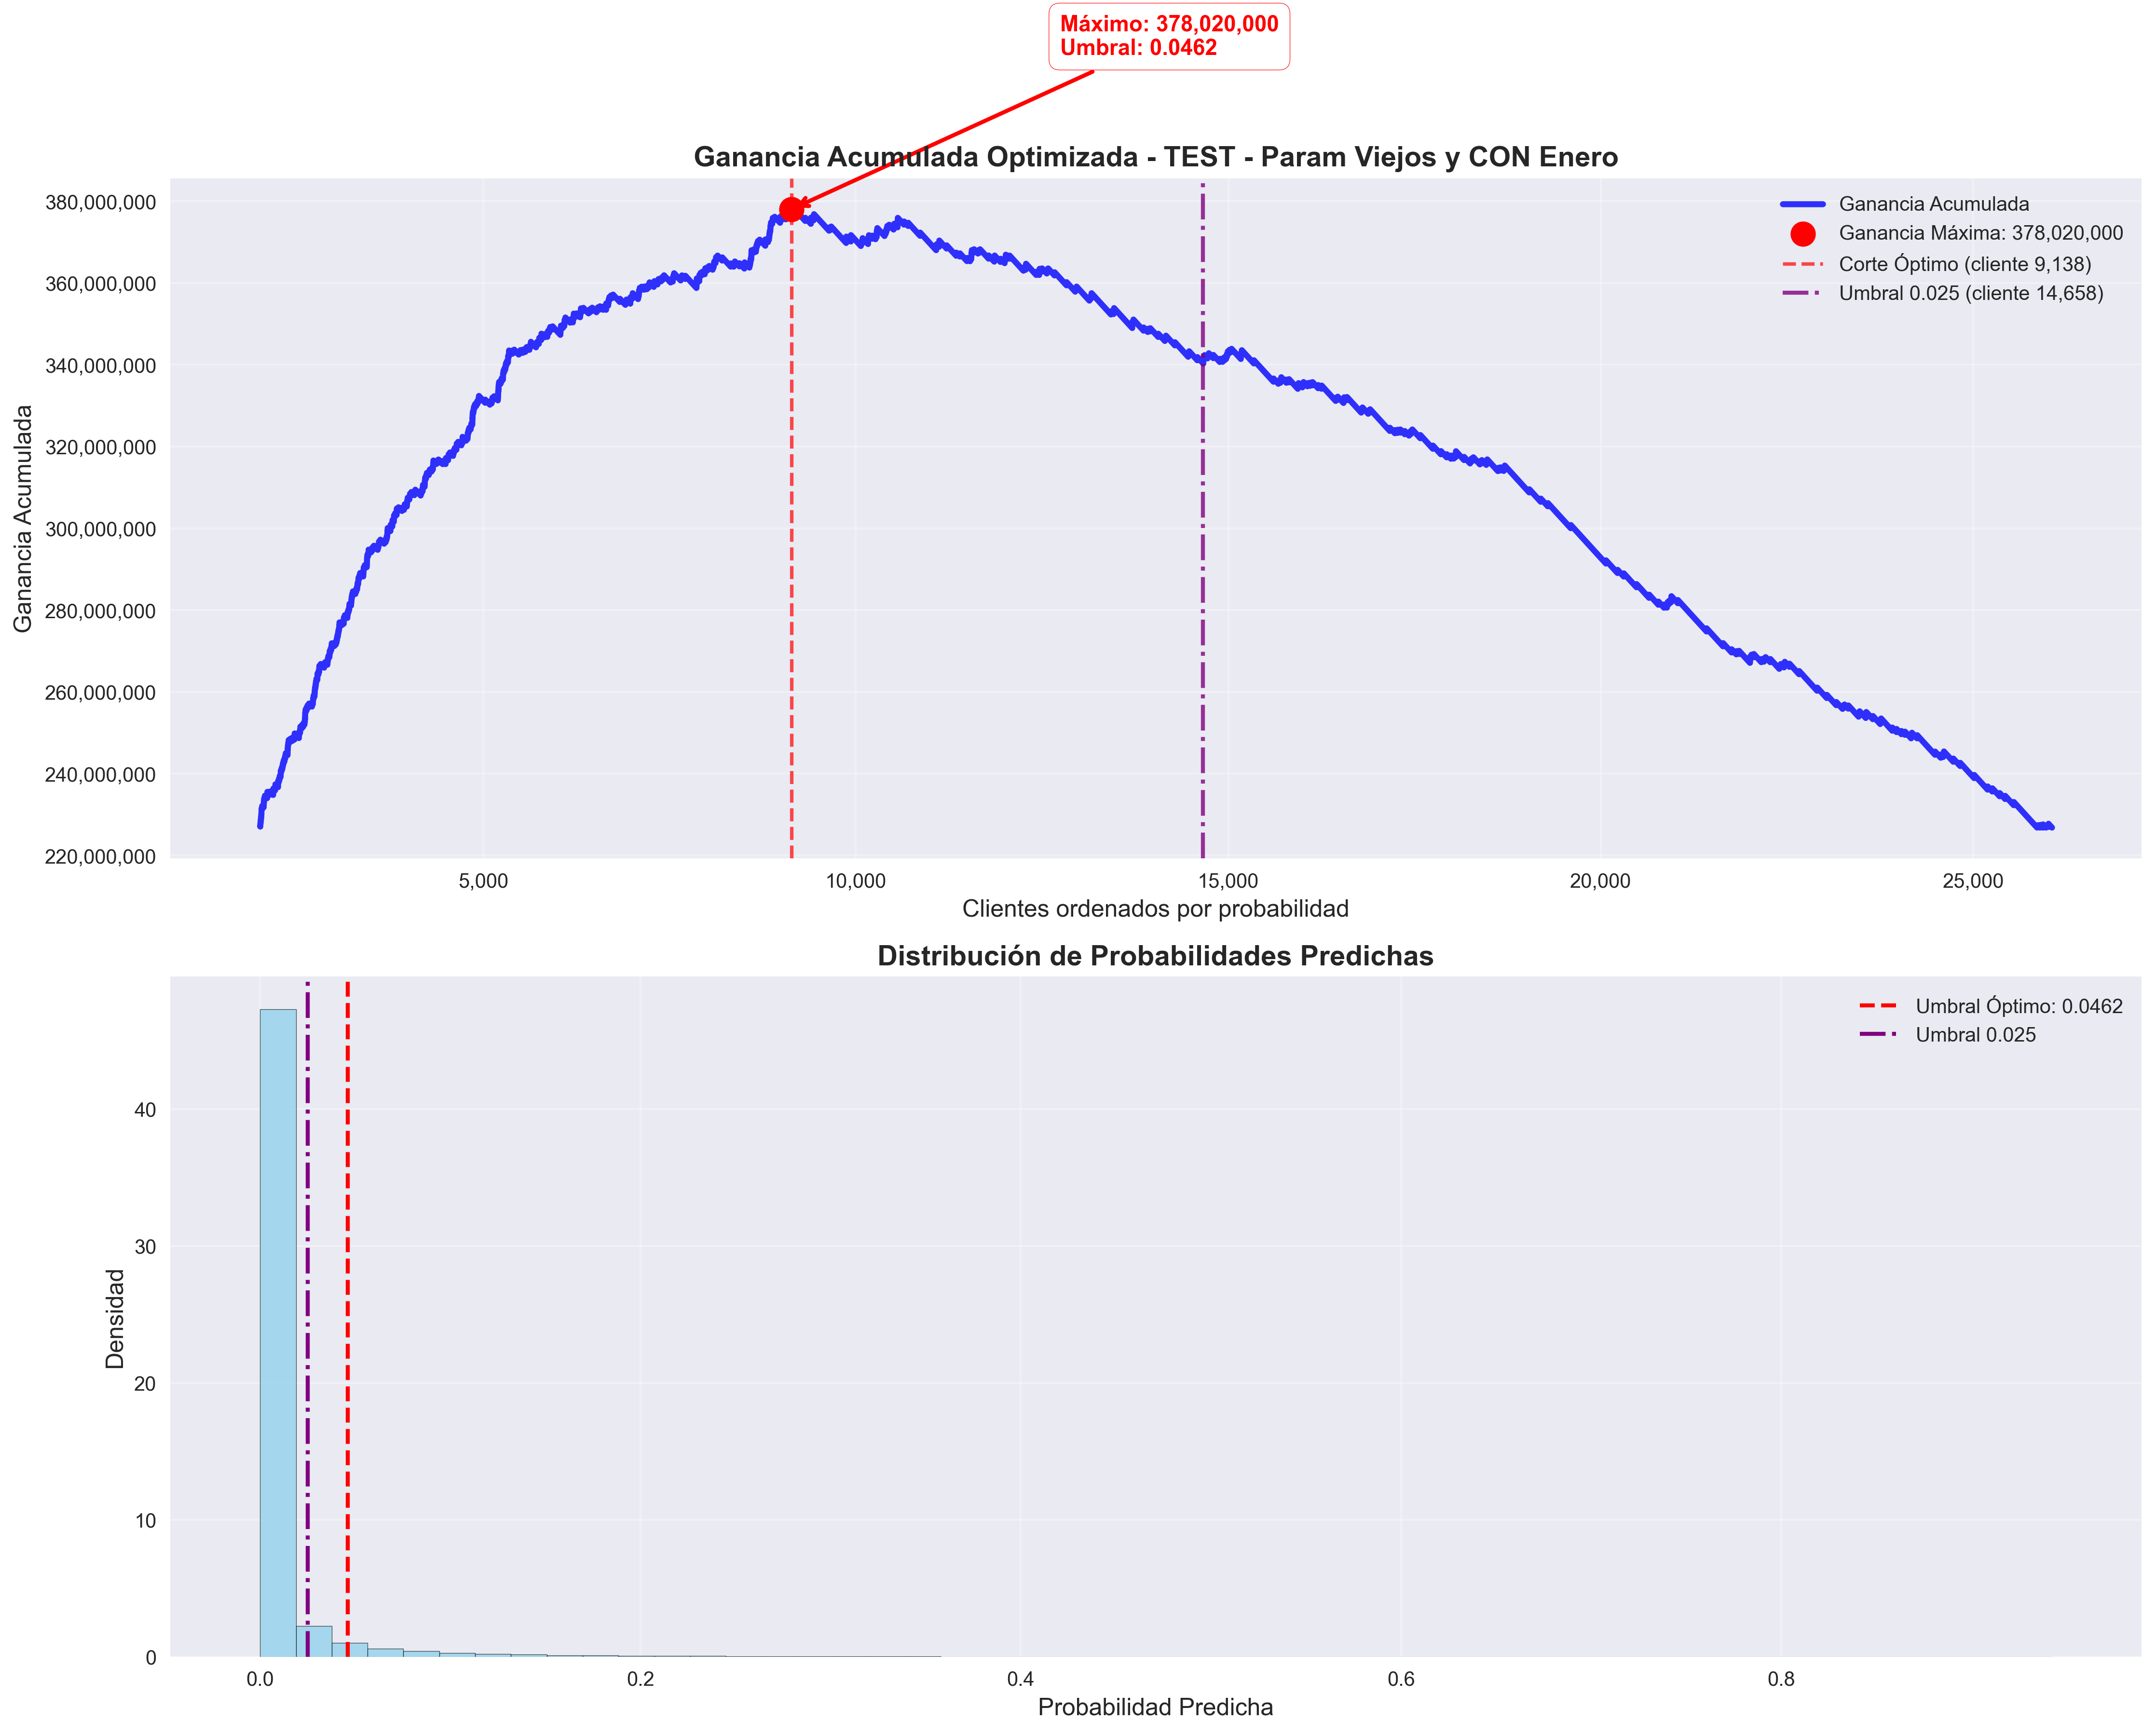 Máximo: 378,020,000
Umbral: 0.0462
Ganancia Acumulada Optimizada - TEST - Param Viejos y CON Enero
380,000,000
360,000,000
340,000,000
320,000,000
300,000,000
280,000,000
260,000,000
240,000,000
220,000,000
Ganancia Acumulada
Ganancia Acumulada
Ganancia Máxima: 378,020,000
Corte Óptimo (cliente 9,138)
Umbral 0.025 (cliente 14,658)
5,000
10,000
15,000
20,000
25,000
Clientes ordenados por probabilidad
Distribución de Probabilidades Predichas
Umbral Óptimo: 0.0462
Umbral 0.025
40
30
20
10
0
Densidad
0.0
0.2
0.4
0.6
0.8
Probabilidad Predicha